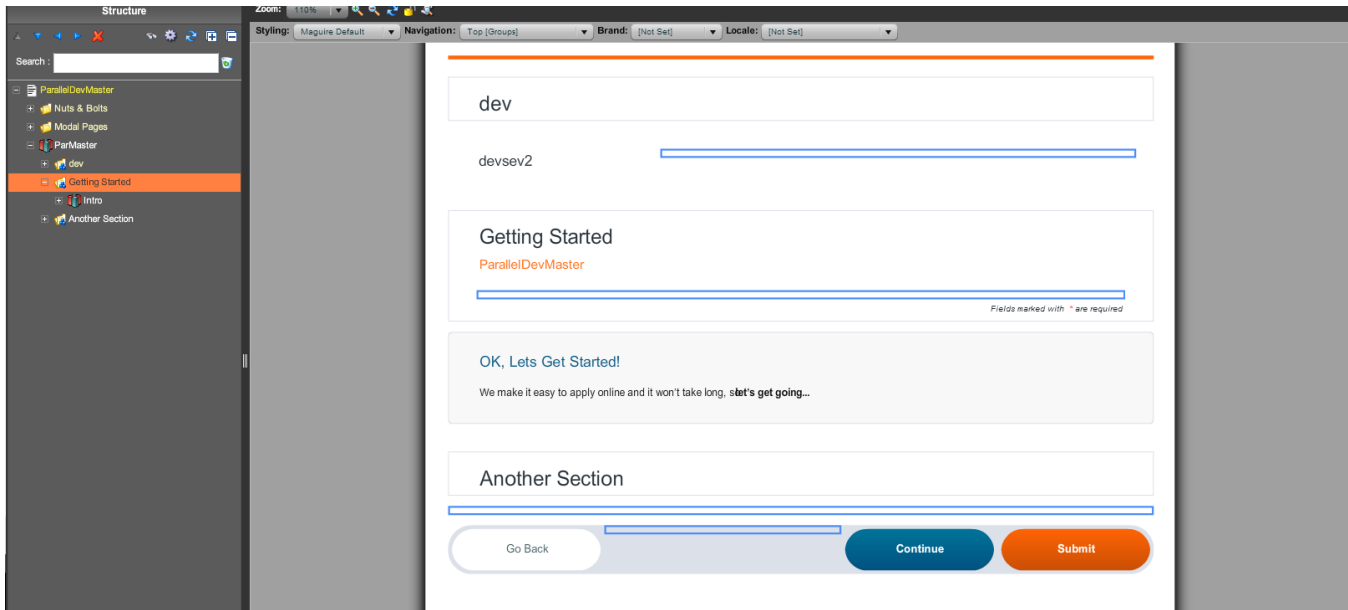 Structure
Zoom: 110%
Styling: Maguire Default Navigation: Top [Groups] Brand: [Not Set] Locale: [Not Set]
Search :
ParallelDevMaster
Nuts & Bolts
Modal Pages
ParMaster
dev
Getting Started
Intro
Another Section
dev
devsev2
Getting Started
ParallelDevMaster
Fields marked with * are required
OK, Lets Get Started!
We make it easy to apply online and it won't take long, so let's get going...
Another Section
Go Back
Continue
Submit